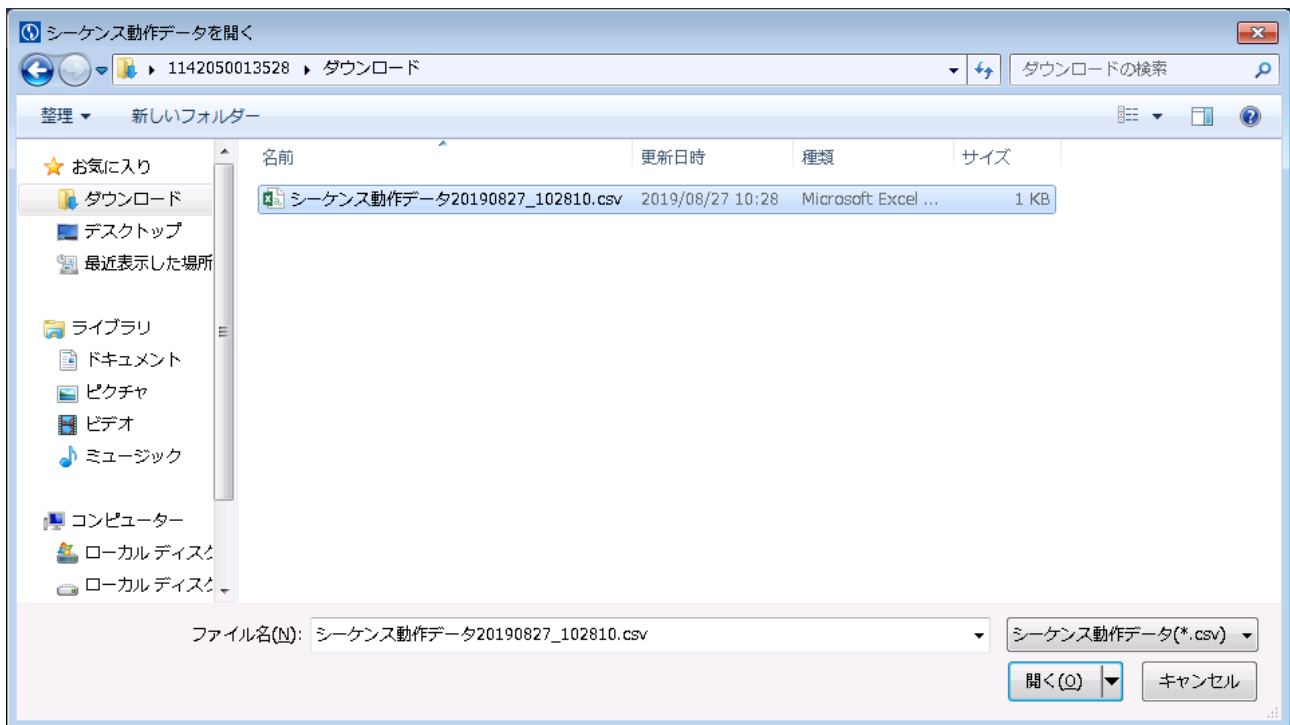 シーケンス動作データを開く
1142050013528 ダウンロード ダウンロードの検索
整理 新しいフォルダー
お気に入り
ダウンロード
デスクトップ
最近表示した場所
ライブラリ
ドキュメント
ピクチャ
ビデオ
ミュージック
コンピューター
ローカル ディスク
ローカル ディスク
名前 更新日時 種類 サイズ
シーケンス動作データ20190827_102810.csv 2019/08/27 10:28 Microsoft Excel ... 1 KB
ファイル名(N): シーケンス動作データ20190827_102810.csv シーケンス動作データ(*.csv)
開く(O) キャンセル